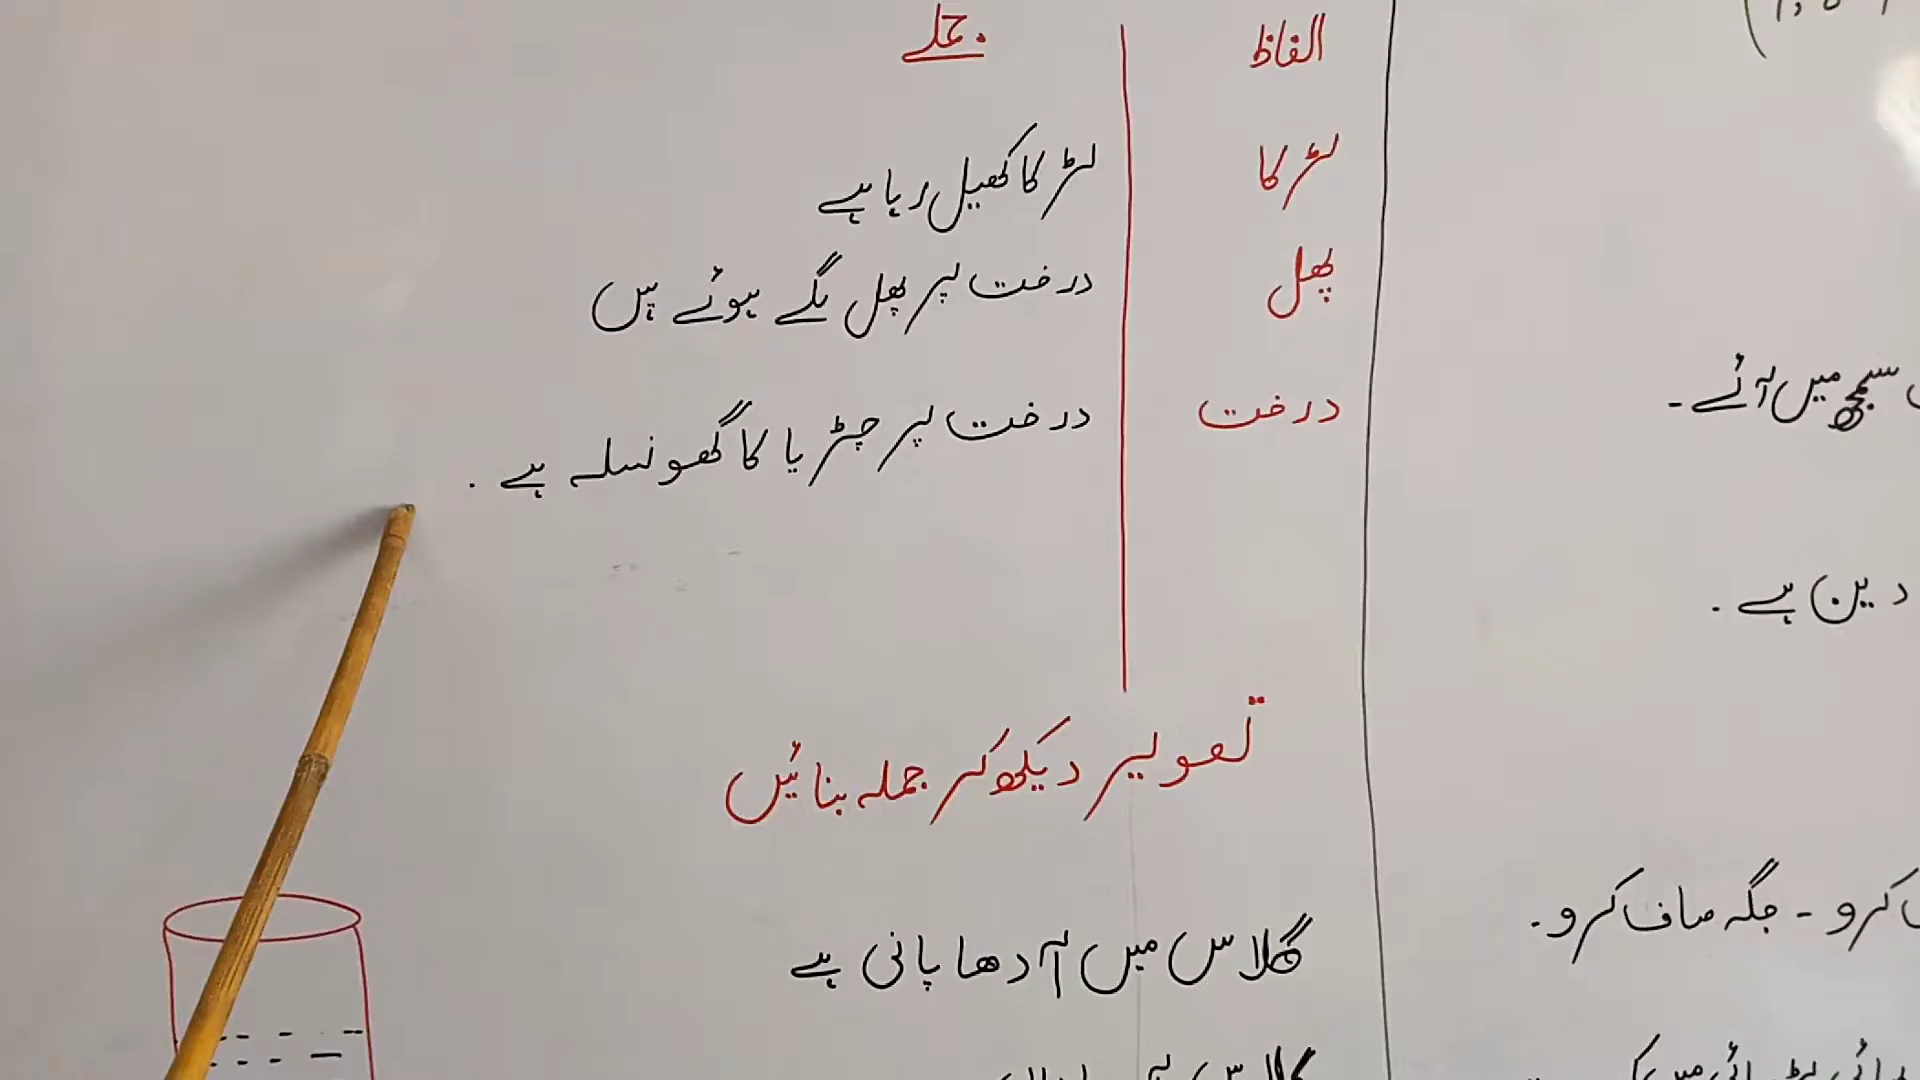 الفاظ جملے
لڑکا لڑکا کھیل رہا ہے
پھل درخت پر پھل لگے ہوئے ہیں
درخت درخت پر چڑیا کا گھونسلہ ہے .
تصویر دیکھ کر جملہ بنائیں
گلاس میں آدھا پانی ہے
سمجھ میں آئے ۔
دین ہے .
کرو - جگہ صاف کرو .